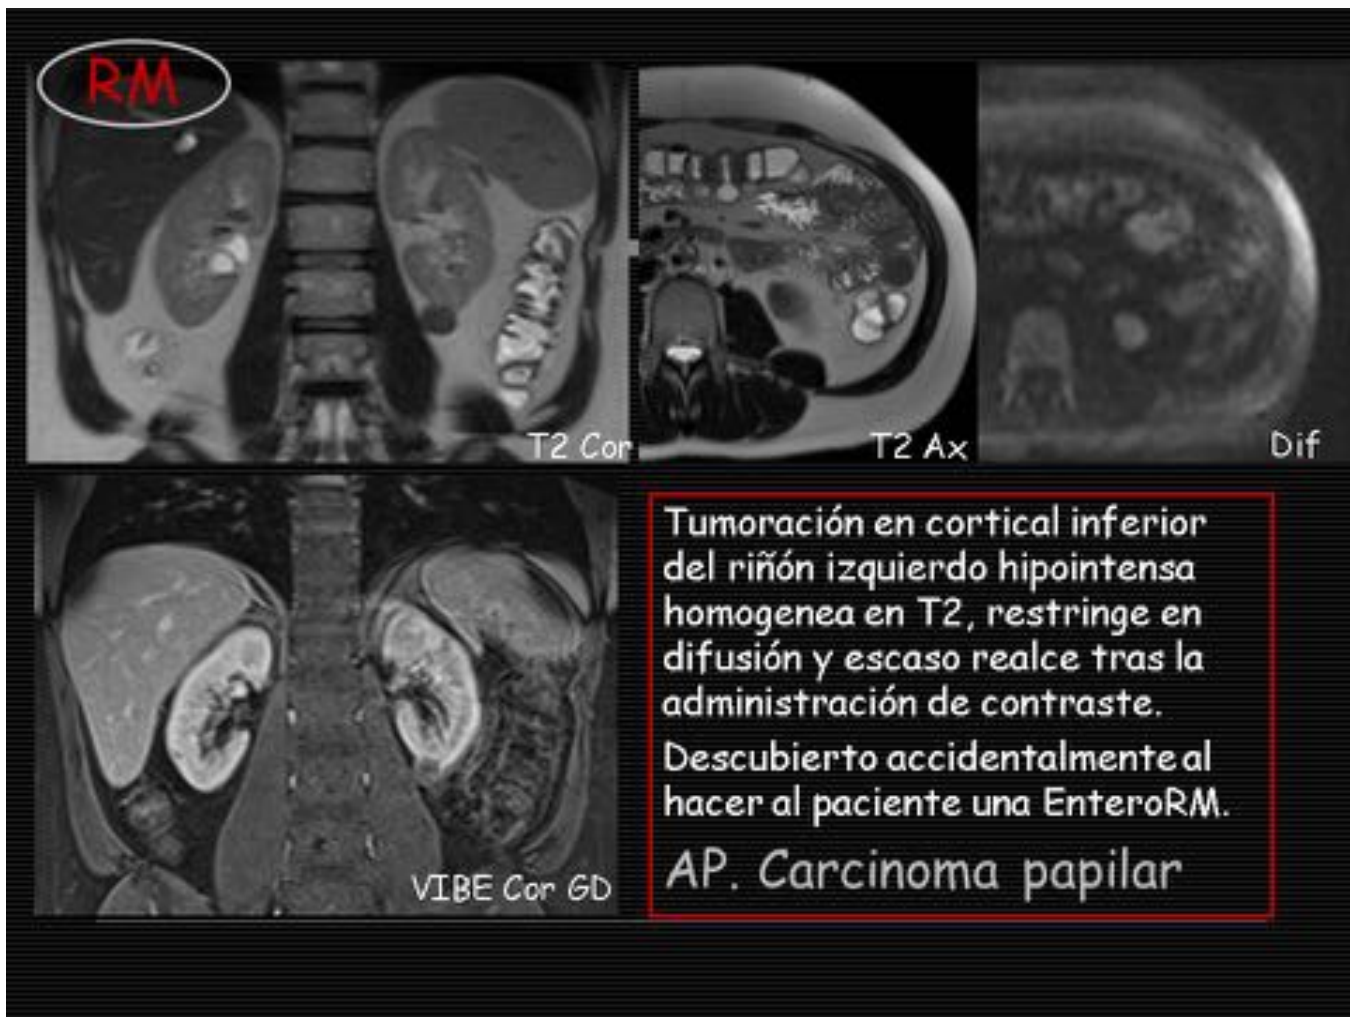 RM
T2 Cor
T2 Ax
Dif
VIBE Cor GD
Tumoración en cortical inferior
del riñón izquierdo hipointensa
homogenea en T2, restringe en
difusión y escaso realce tras la
administración de contraste.
Descubierto accidentalmente al
hacer al paciente una EnteroRM.
AP. Carcinoma papilar